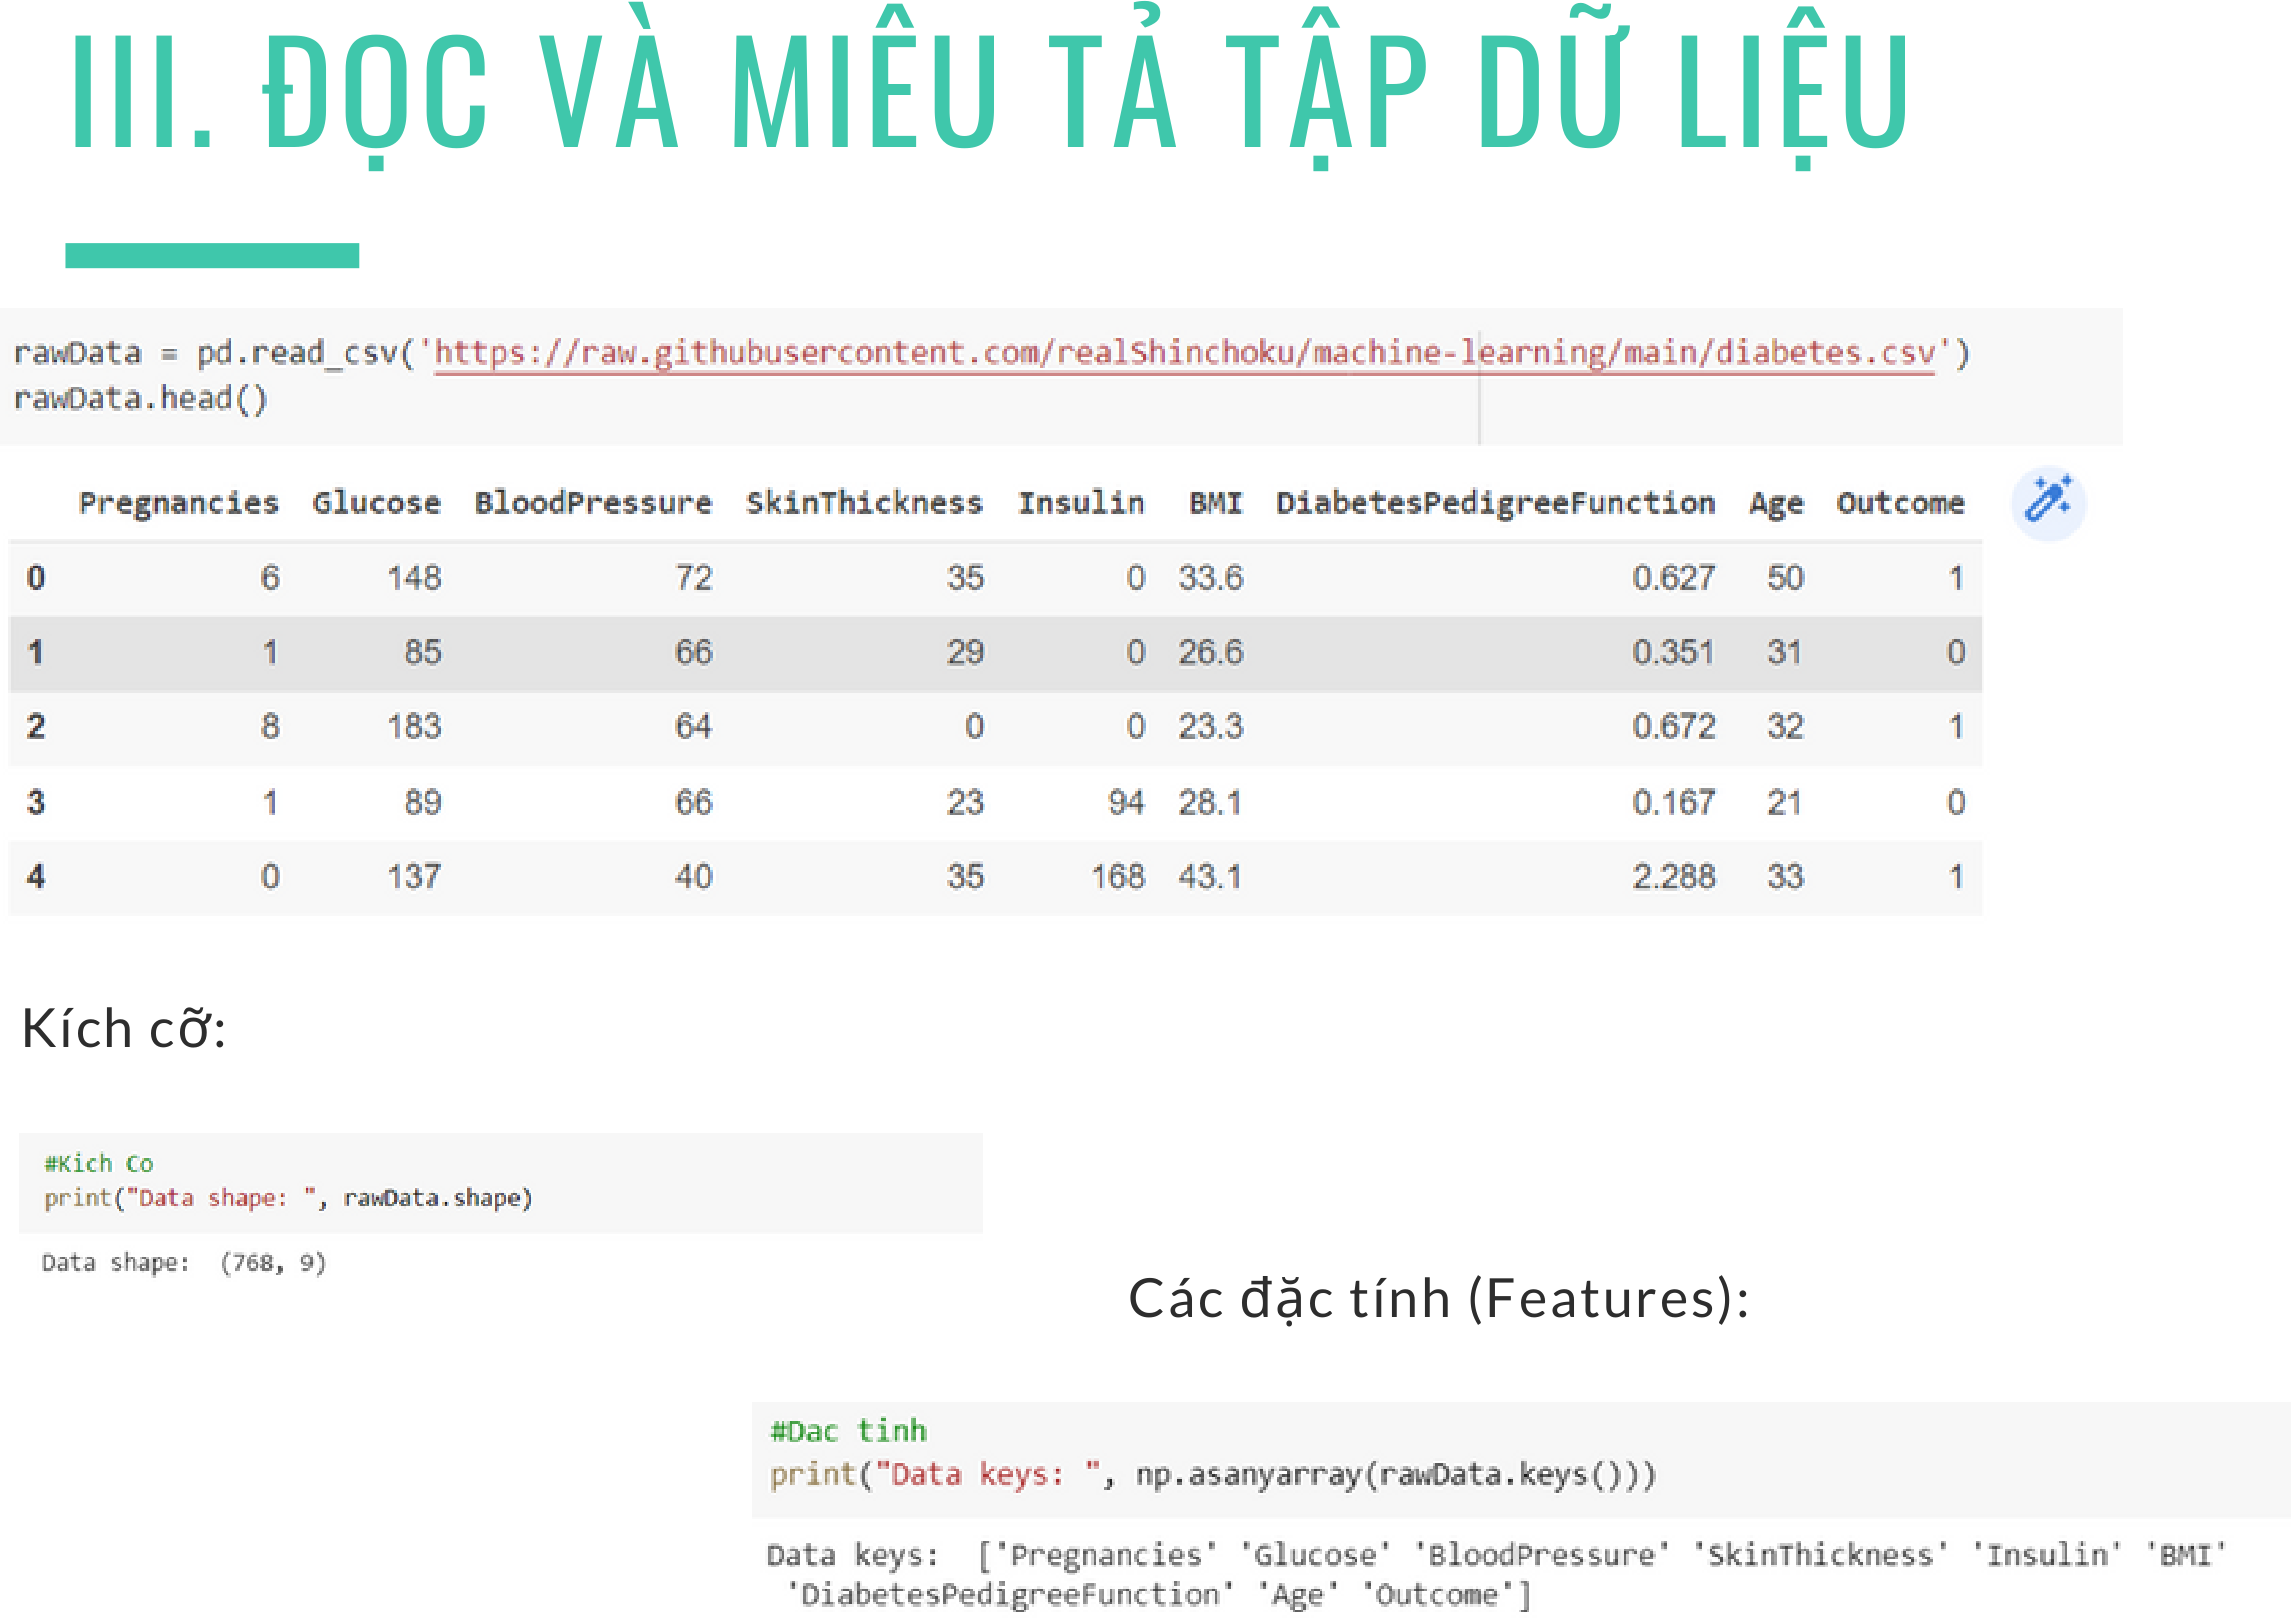 III. ĐỌC VÀ MIÊU TẢ TẬP DỮ LIỆU
rawData = pd.read_csv('https://raw.githubusercontent.com/realShinchoku/machine-learning/main/diabetes.csv')
rawData.head()
Pregnancies Glucose BloodPressure SkinThickness Insulin BMI DiabetesPedigreeFunction Age Outcome
0 6 148 72 35 0 33.6 0.627 50 1
1 1 85 66 29 0 26.6 0.351 31 0
2 8 183 64 0 0 23.3 0.672 32 1
3 1 89 66 23 94 28.1 0.167 21 0
4 0 137 40 35 168 43.1 2.288 33 1
Kích cỡ:
#Kich Co
print("Data shape: ", rawData.shape)
Data shape:  (768, 9)
Các đặc tính (Features):
#Dac tinh
print("Data keys: ", np.asanyarray(rawData.keys()))
Data keys:  ['Pregnancies' 'Glucose' 'BloodPressure' 'SkinThickness' 'Insulin' 'BMI'
'DiabetesPedigreeFunction' 'Age' 'Outcome']